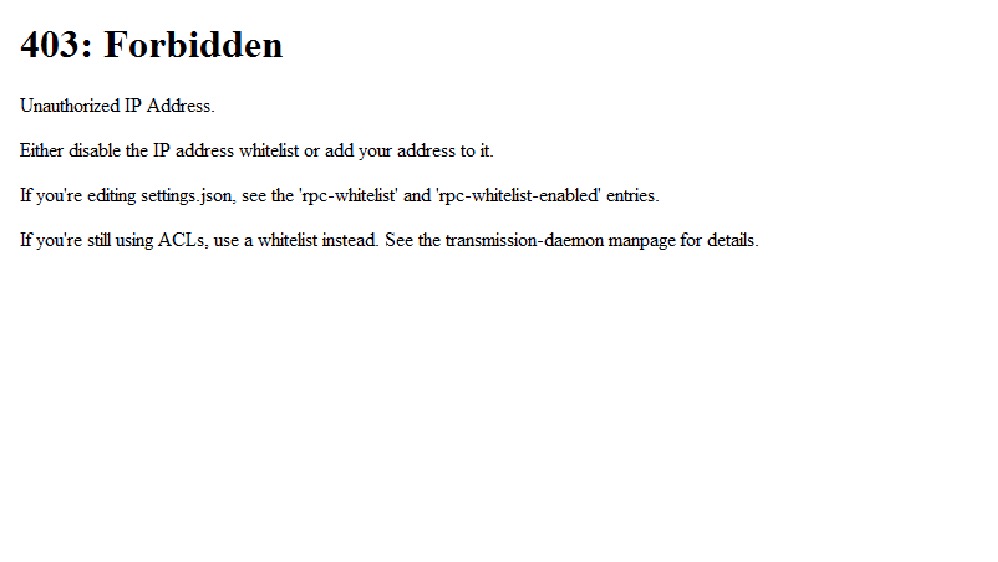 403: Forbidden
Unauthorized IP Address.
Either disable the IP address whitelist or add your address to it.
If you're editing settings.json, see the 'rpc-whitelist' and 'rpc-whitelist-enabled' entries.
If you're still using ACLs, use a whitelist instead. See the transmission-daemon manpage for details.